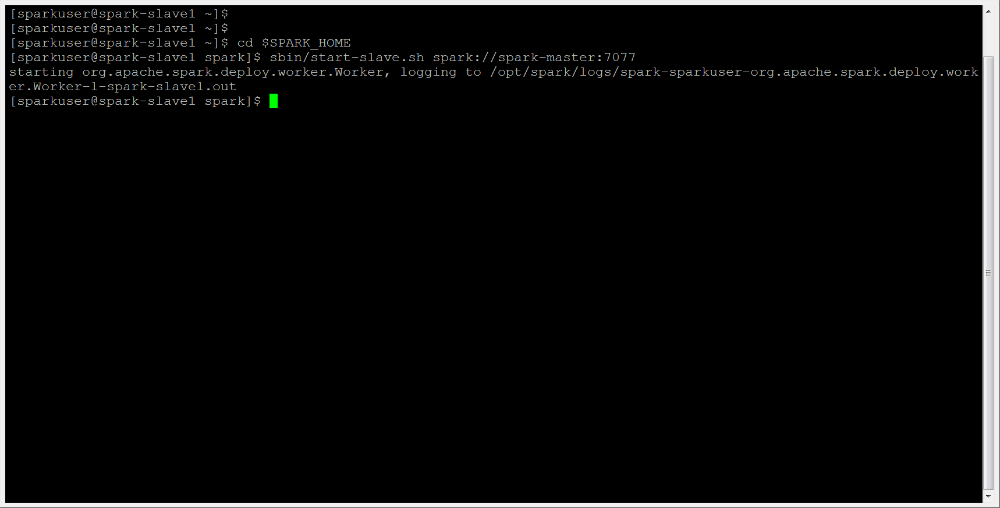 [sparkuser@spark-slave1 ~]$
[sparkuser@spark-slave1 ~]$
[sparkuser@spark-slave1 ~]$ cd $SPARK_HOME
[sparkuser@spark-slave1 spark]$ sbin/start-slave.sh spark://spark-master:7077
starting org.apache.spark.deploy.worker.Worker, logging to /opt/spark/logs/spark-sparkuser-org.apache.spark.deploy.work
er.Worker-1-spark-slave1.out
[sparkuser@spark-slave1 spark]$